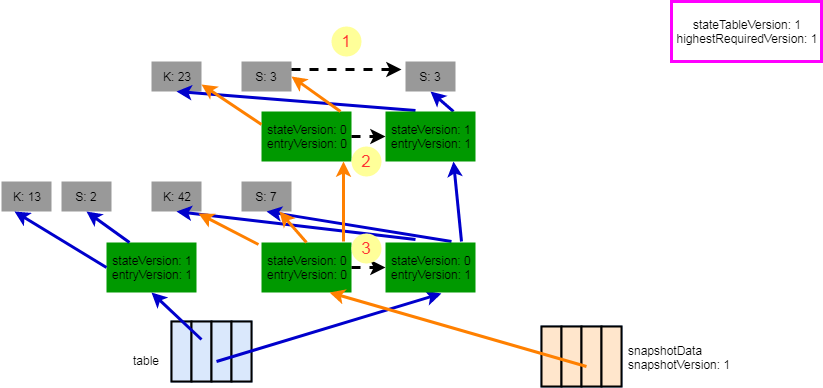 stateTableVersion: 1
highestRequiredVersion: 1
1
K: 23
S: 3
S: 3
stateVersion: 0
entryVersion: 0
stateVersion: 1
entryVersion: 1
2
K: 13
S: 2
K: 42
S: 7
3
stateVersion: 1
entryVersion: 1
stateVersion: 0
entryVersion: 0
stateVersion: 0
entryVersion: 1
table
snapshotData
snapshotVersion: 1